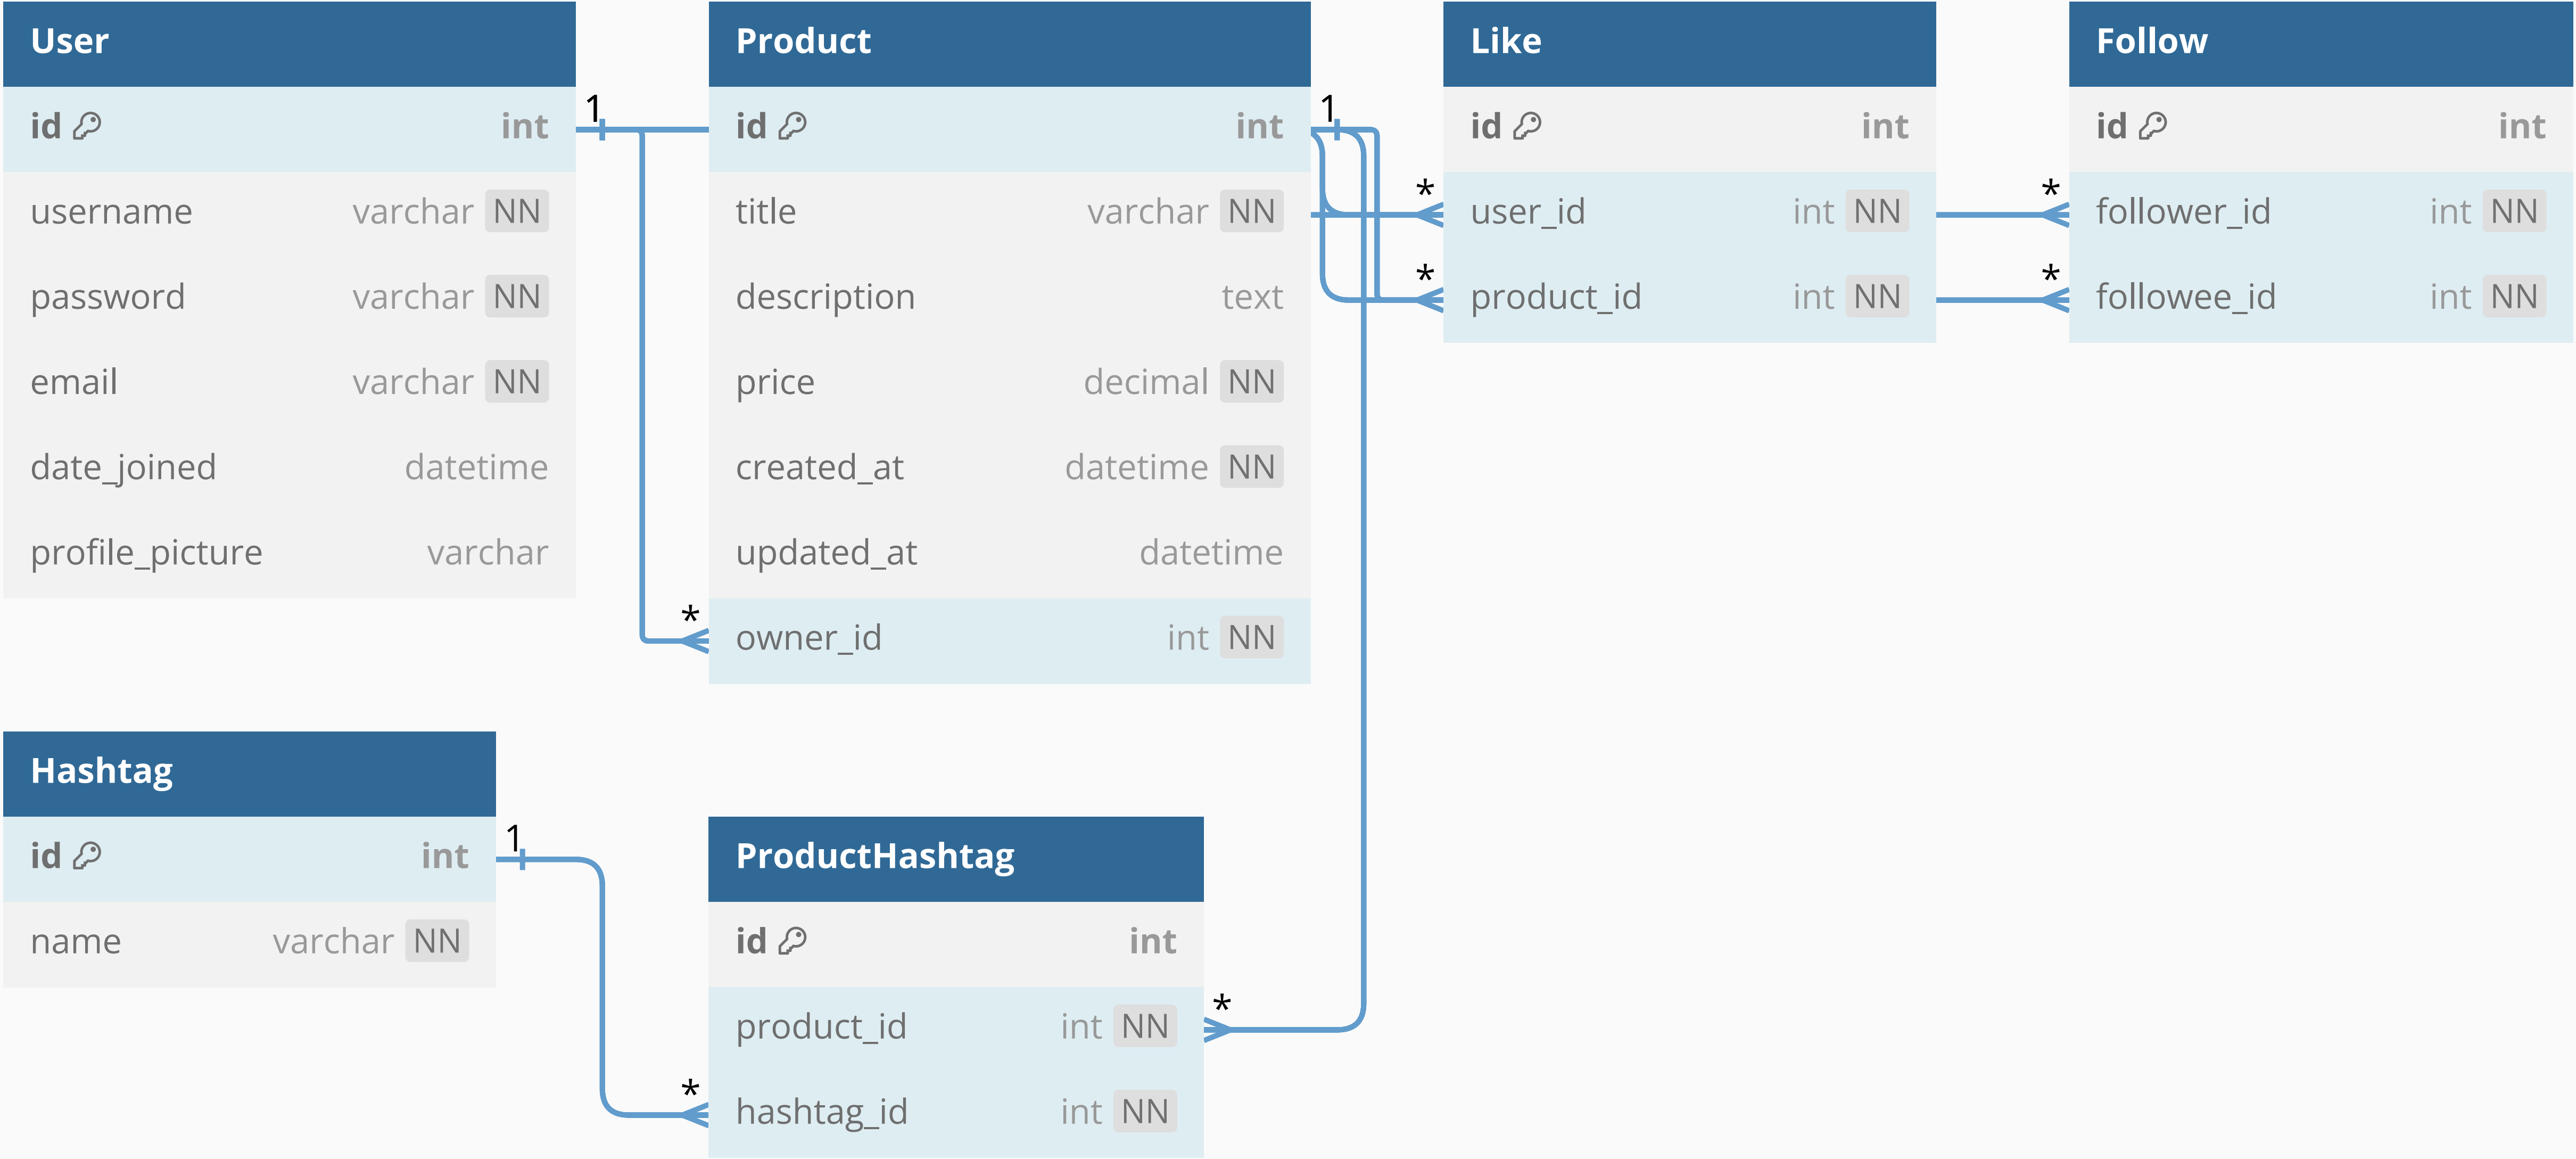 User
id int
username varchar NN
password varchar NN
email varchar NN
date_joined datetime
profile_picture varchar
1
Product
id int
title varchar NN
description text
price decimal NN
created_at datetime NN
updated_at datetime
* owner_id int NN
1
Like
id int
* user_id int NN
* product_id int NN
Follow
id int
* follower_id int NN
* followee_id int NN
Hashtag
id int
name varchar NN
1
ProductHashtag
id int
product_id int NN *
* hashtag_id int NN